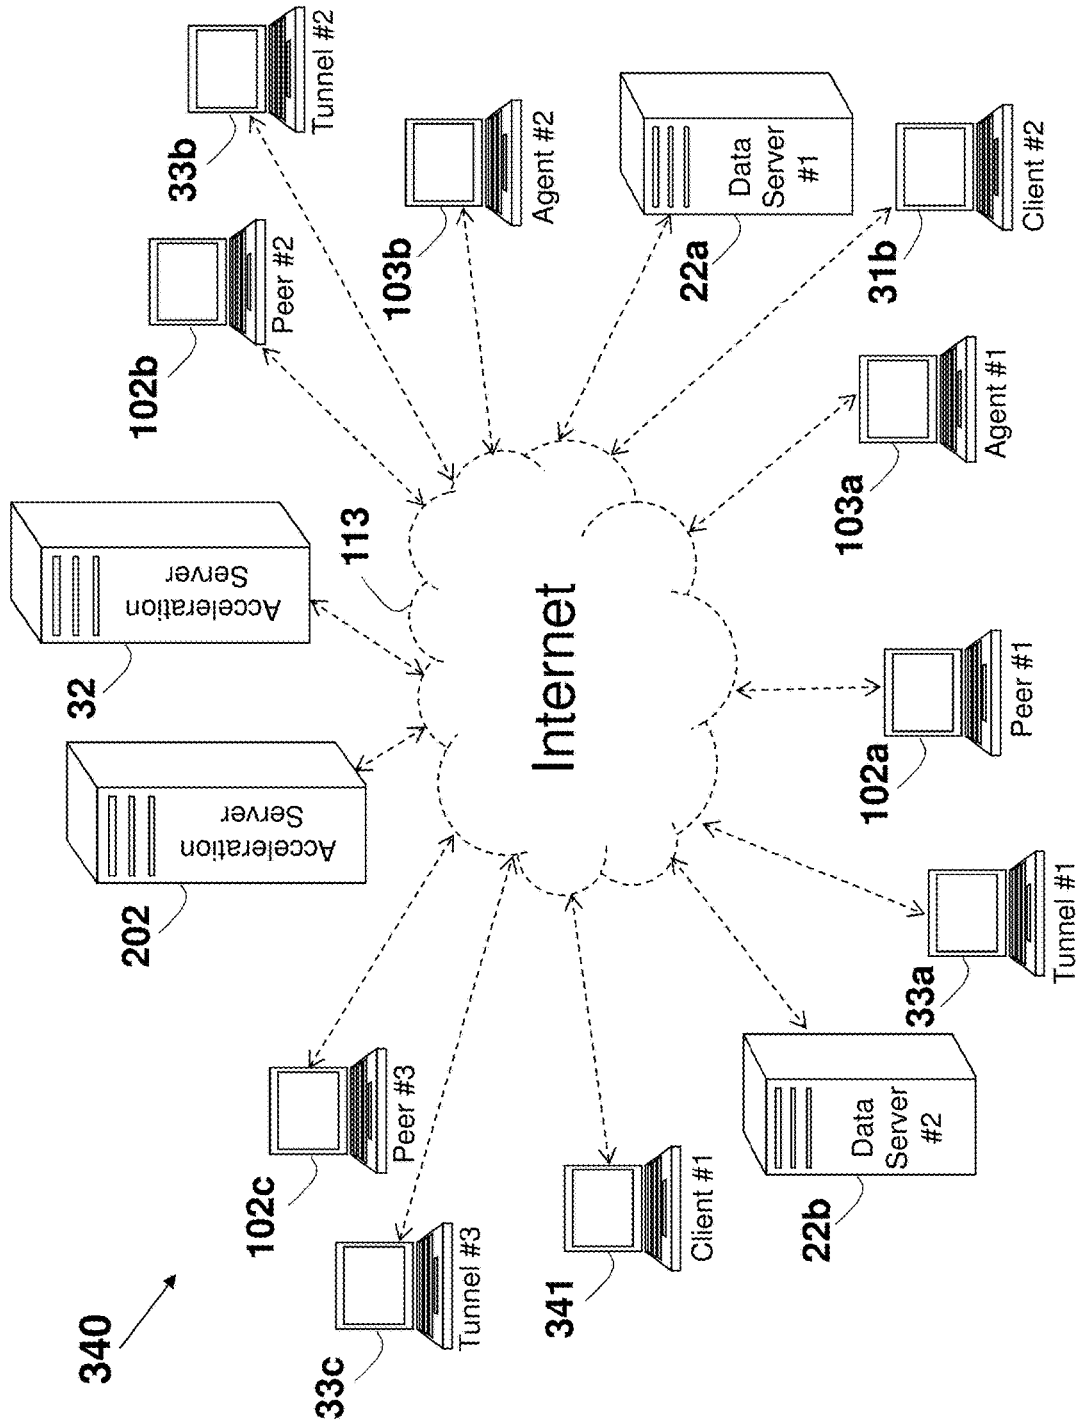 340
32
202
Acceleration
Server
Acceleration
Server
102b
Peer #2
33b
Tunnel #2
102c
Peer #3
33c
Tunnel #3
113
103b
Agent #2
Internet
341
Client #1
22a
Data
Server
#1
22b
Data
Server
#2
33a
Tunnel #1
102a
Peer #1
103a
Agent #1
31b
Client #2